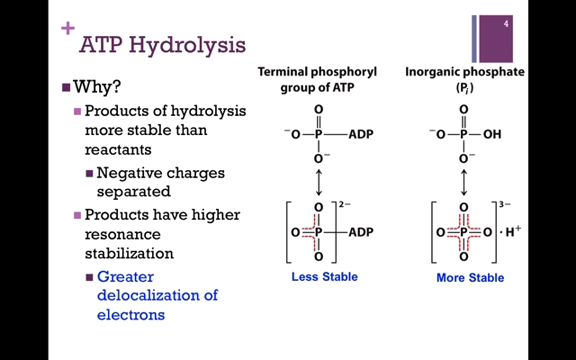 +
4
ATP Hydrolysis
Why?
Products of hydrolysis
more stable than
reactants
Negative charges
separated
Products have higher
resonance
stabilization
Greater
delocalization of
electrons
Terminal phosphoryl
group of ATP
O
⁻O—P—ADP
O⁻
[O
O=P—ADP
O]²⁻
Less Stable
Inorganic phosphate
(Pᵢ)
O
⁻O—P—OH
O⁻
[O
O=P=O
O]³⁻ · H⁺
More Stable